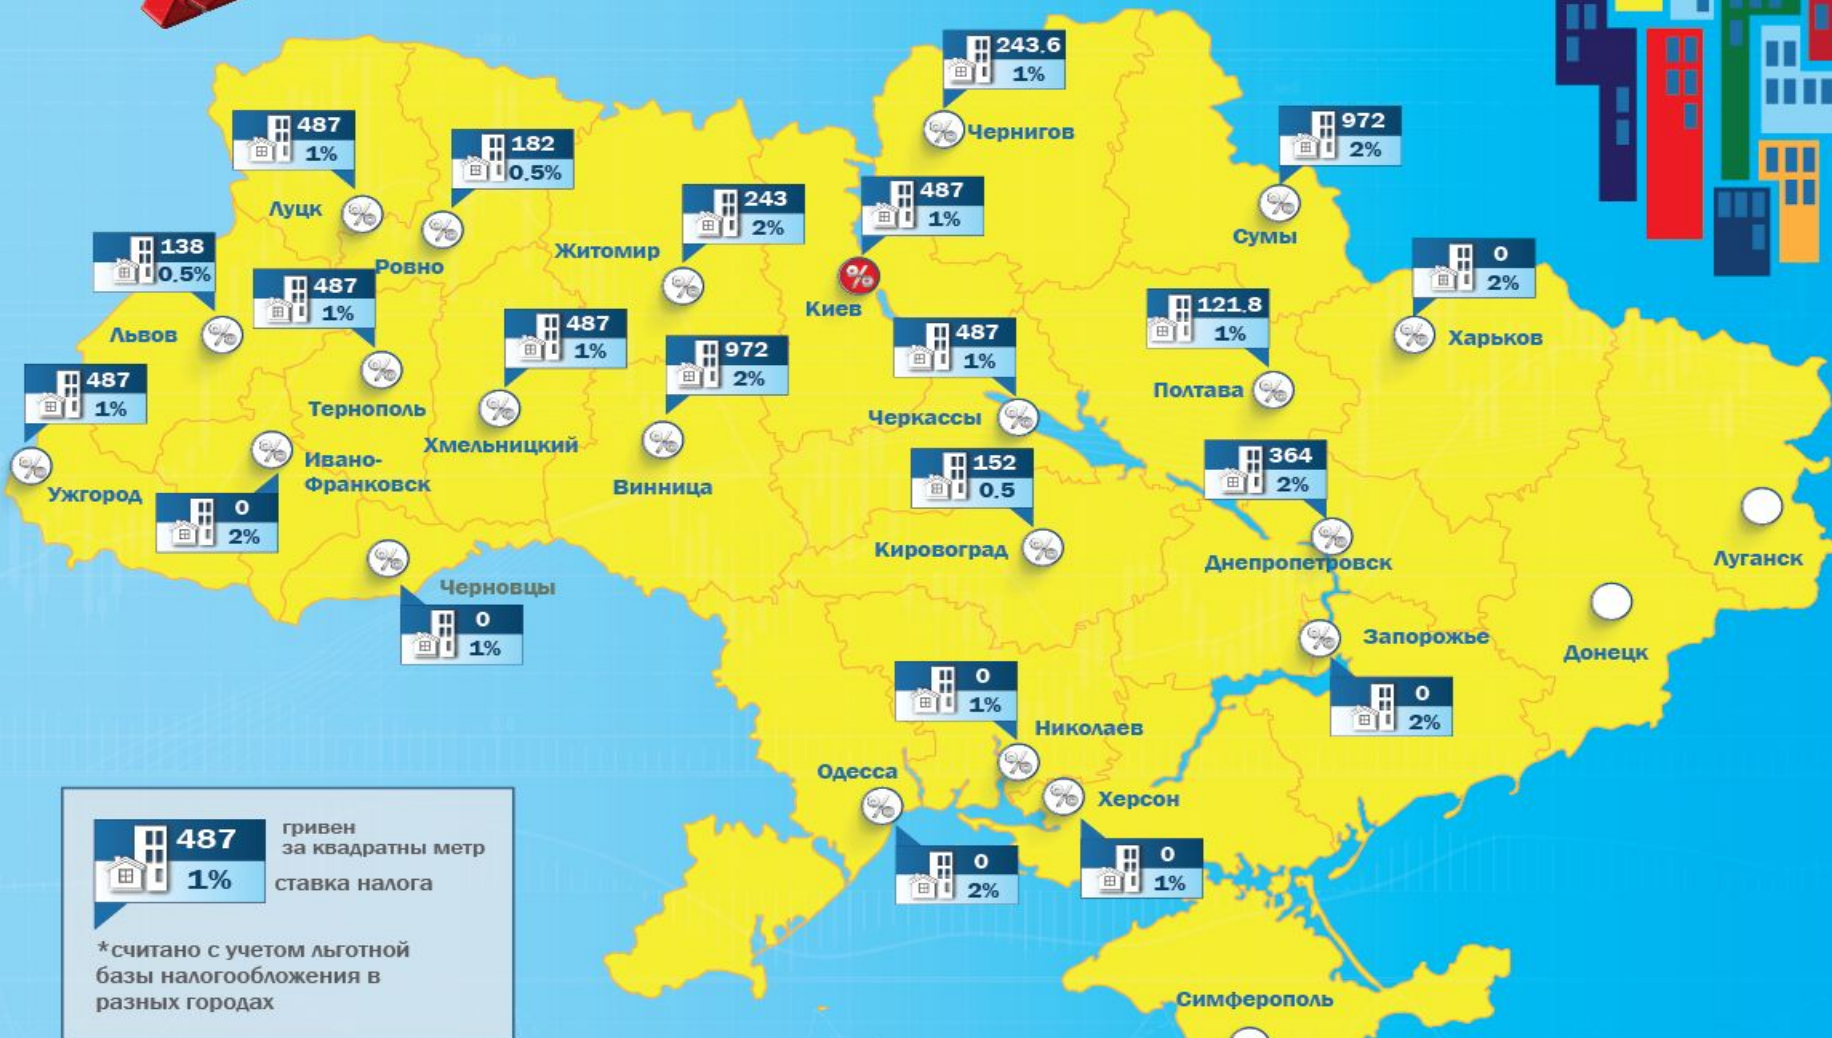 243.6
1%
Чернигов
487
1%
Луцк
182
0.5%
Ровно
972
2%
Сумы
243
2%
Житомир
487
1%
Киев
138
0.5%
Львов
487
1%
Тернополь
0
2%
Харьков
121.8
1%
Полтава
487
1%
Хмельницкий
972
2%
Винница
487
1%
Черкассы
487
1%
Ужгород
Ивано-
Франковск
0
2%
152
0.5
Кировоград
364
2%
Днепропетровск
Луганск
Черновцы
0
1%
Запорожье
0
2%
Донецк
0
1%
Николаев
Одесса
0
2%
Херсон
0
1%
487
1%
гривен
за квадратны метр
ставка налога
*считано с учетом льготной
базы налогообложения в
разных городах
Симферополь